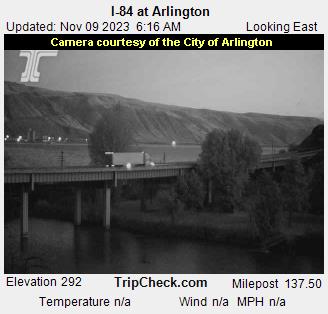 I-84 at Arlington
Updated: Nov 09 2023 6:16 AM Looking East
Camera courtesy of the City of Arlington
Elevation 292 TripCheck.com Milepost 137.50
Temperature n/a Wind n/a MPH n/a